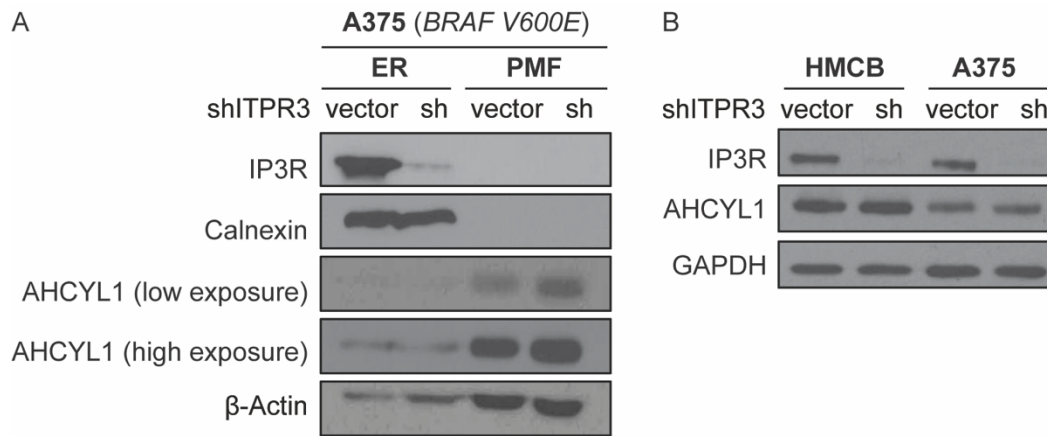 A
A375 (BRAF V600E)
ER PMF
shITPR3 vector sh vector sh
IP3R
Calnexin
AHCYL1 (low exposure)
AHCYL1 (high exposure)
β-Actin
B
HMCB A375
shITPR3 vector sh vector sh
IP3R
AHCYL1
GAPDH